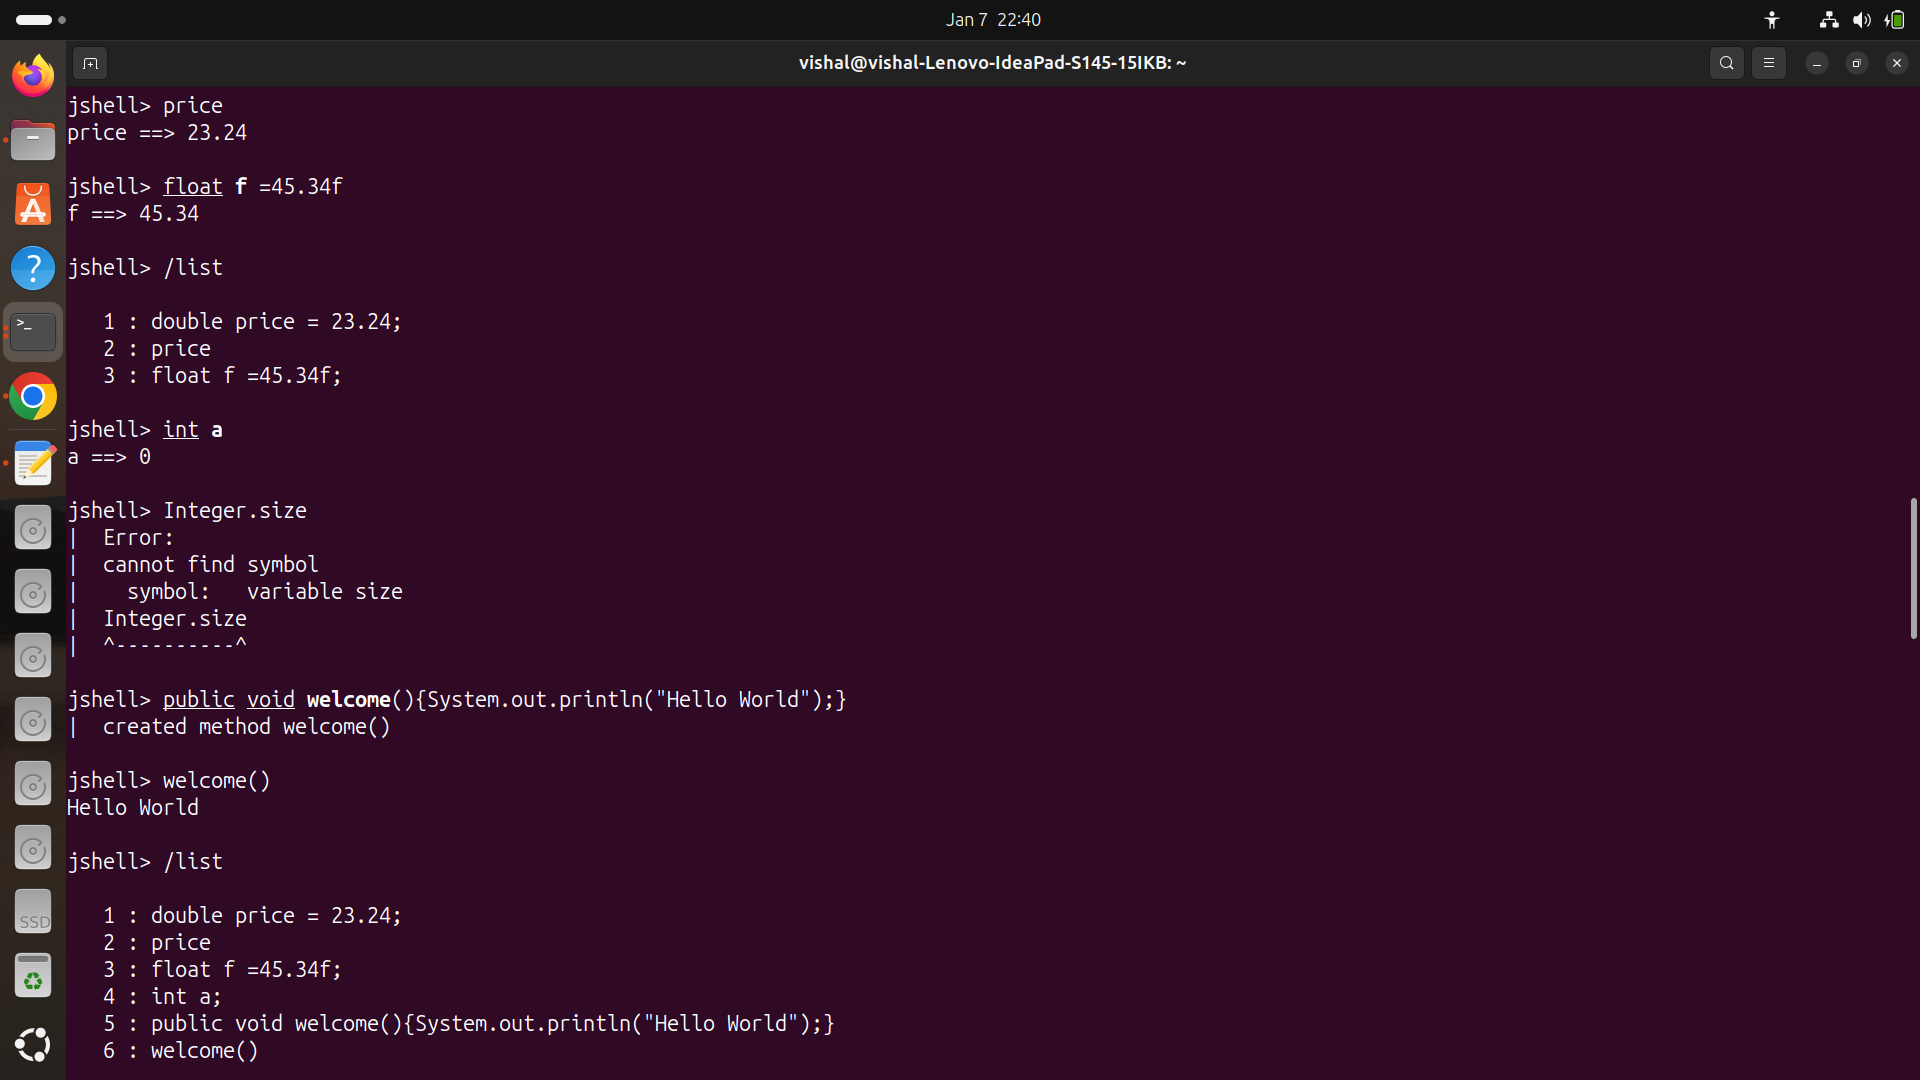 Jan 7 22:40
vishal@vishal-Lenovo-IdeaPad-S145-15IKB: ~
jshell> price
price ==> 23.24
jshell> float f =45.34f
f ==> 45.34
jshell> /list
1 : double price = 23.24;
2 : price
3 : float f =45.34f;
jshell> int a
a ==> 0
jshell> Integer.size
|  Error:
|  cannot find symbol
|    symbol:   variable size
|  Integer.size
|  ^----------^
jshell> public void welcome(){System.out.println("Hello World");}
|  created method welcome()
jshell> welcome()
Hello World
jshell> /list
1 : double price = 23.24;
2 : price
3 : float f =45.34f;
4 : int a;
5 : public void welcome(){System.out.println("Hello World");}
6 : welcome()
?
>_
SSD